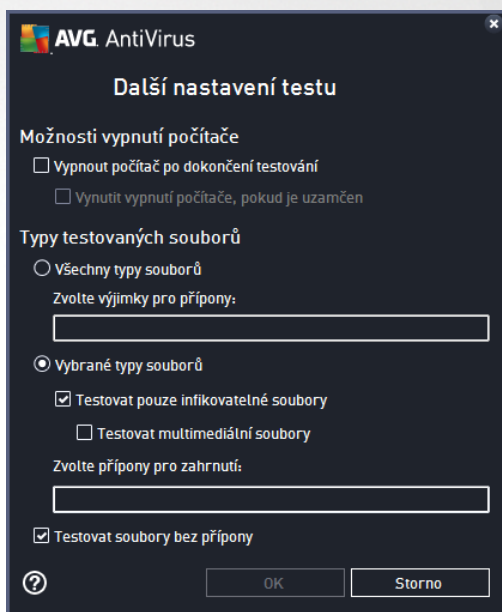 AVG. AntiVirus
Další nastavení testu
Možnosti vypnutí počítače
Vypnout počítač po dokončení testování
Vynutit vypnutí počítače, pokud je uzamčen
Typy testovaných souborů
Všechny typy souborů
Zvolte výjimky pro přípony:
Vybrané typy souborů
Testovat pouze infikovatelné soubory
Testovat multimediální soubory
Zvolte přípony pro zahrnutí:
Testovat soubory bez přípony
? OK Storno